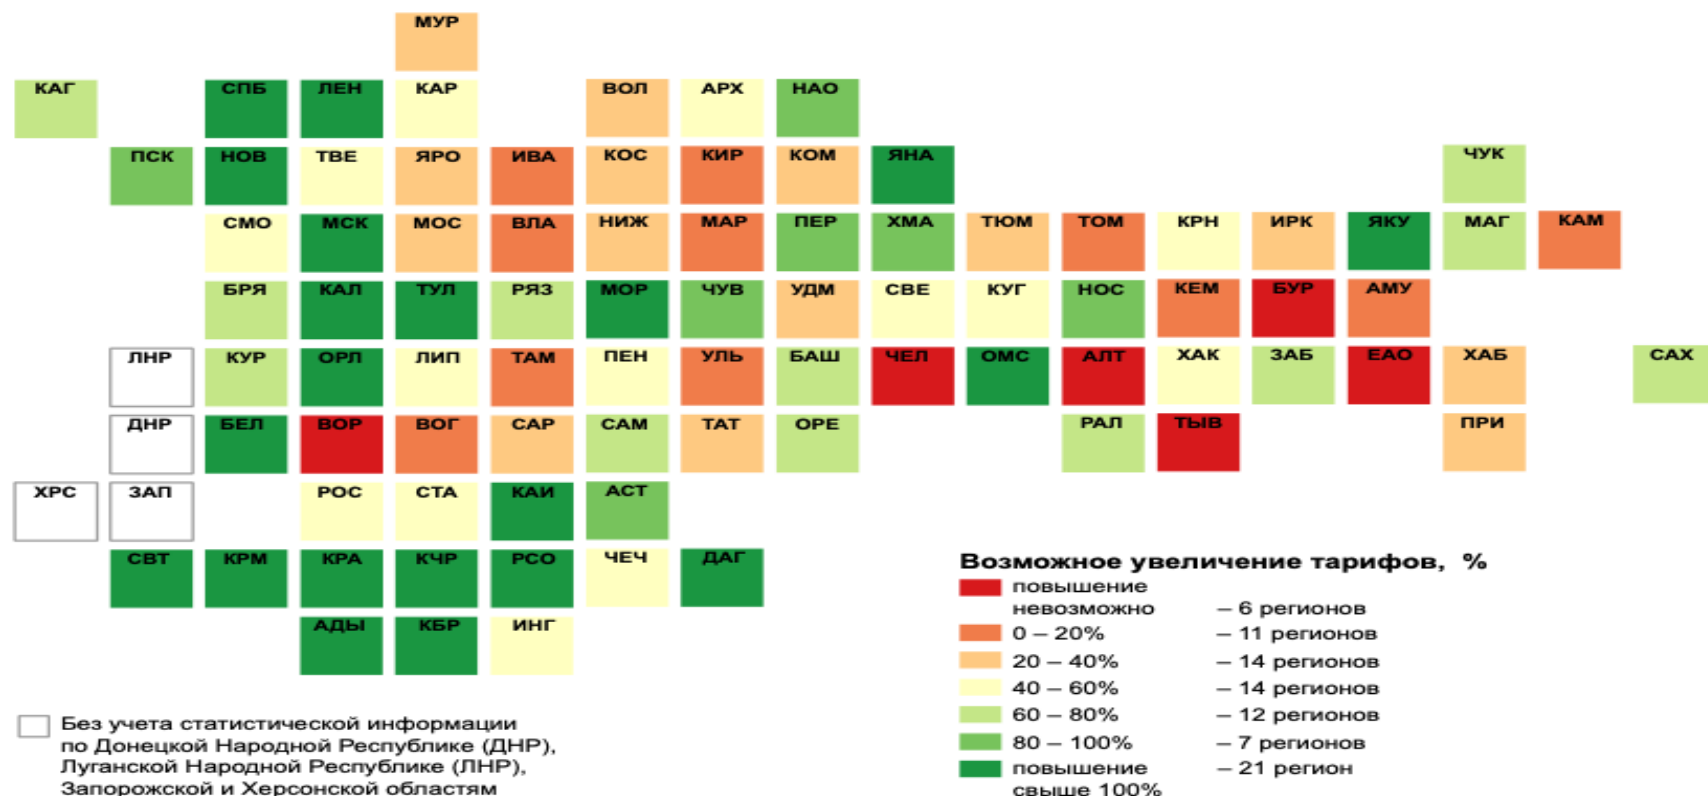 МУР
КАГ СПБ ЛЕН КАР ВОЛ АРХ НАО
ПСК НОВ ТВЕ ЯРО ИВА КОС КИР КОМ ЯНА ЧУК
СМО МСК МОС ВЛА НИЖ МАР ПЕР ХМА ТЮМ ТОМ КРН ИРК ЯКУ МАГ КАМ
БРЯ КАЛ ТУЛ РЯЗ МОР ЧУВ УДМ СВЕ КУГ НОС КЕМ БУР АМУ
ЛНР КУР ОРЛ ЛИП ТАМ ПЕН УЛЬ БАШ ЧЕЛ ОМС АЛТ ХАК ЗАБ ЕАО ХАБ САХ
ДНР БЕЛ ВОР ВОГ САР САМ ТАТ ОРЕ РАЛ ТЫВ ПРИ
ХРС ЗАП РОС СТА КАИ АСТ
СВТ КРМ КРА КЧР РСО ЧЕЧ ДАГ
АДЫ КБР ИНГ
Возможное увеличение тарифов, %
повышение
невозможно – 6 регионов
0 – 20% – 11 регионов
20 – 40% – 14 регионов
40 – 60% – 14 регионов
60 – 80% – 12 регионов
80 – 100% – 7 регионов
повышение – 21 регион
свыше 100%
Без учета статистической информации
по Донецкой Народной Республике (ДНР),
Луганской Народной Республике (ЛНР),
Запорожской и Херсонской областям